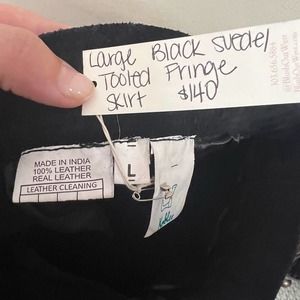 Large Black Suede/
Tooled Fringe
Skirt $140
MADE IN INDIA
100% LEATHER
REAL LEATHER
LEATHER CLEANING
L